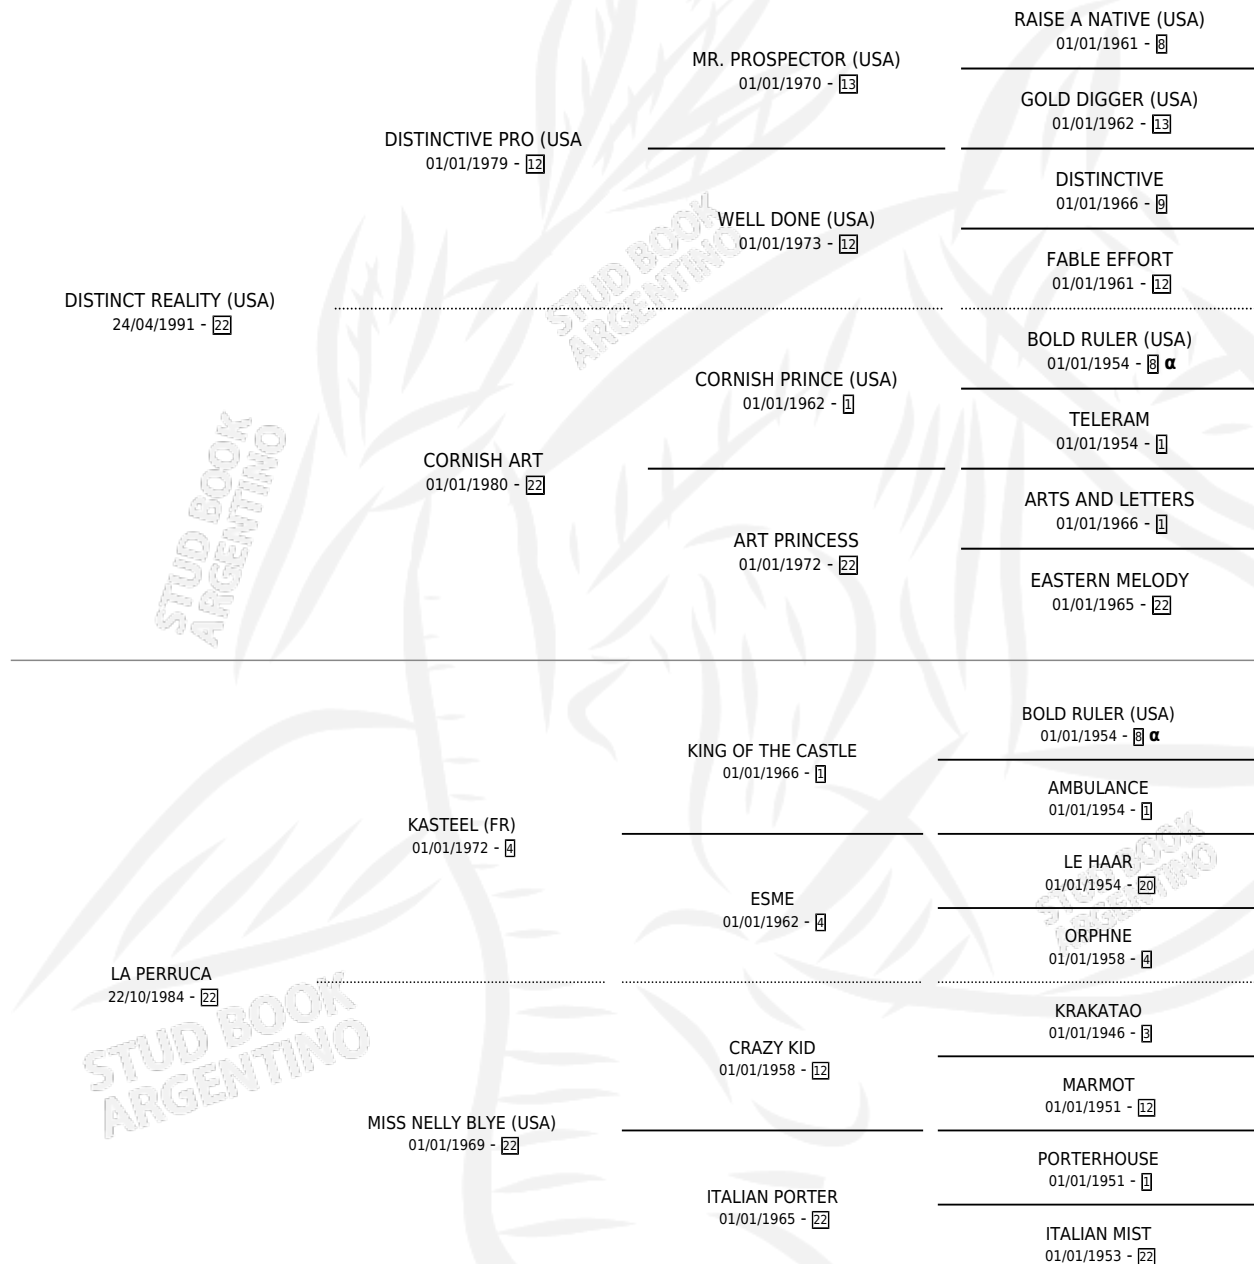 RAISE A NATIVE (USA)
01/01/1961 - 8
MR. PROSPECTOR (USA)
01/01/1970 - 13
GOLD DIGGER (USA)
01/01/1962 - 13
DISTINCTIVE PRO (USA
01/01/1979 - 12
DISTINCTIVE
01/01/1966 - 9
WELL DONE (USA)
01/01/1973 - 12
FABLE EFFORT
01/01/1961 - 12
DISTINCT REALITY (USA)
24/04/1991 - 22
BOLD RULER (USA)
01/01/1954 - 8 α
CORNISH PRINCE (USA)
01/01/1962 - 1
TELERAM
01/01/1954 - 1
CORNISH ART
01/01/1980 - 22
ARTS AND LETTERS
01/01/1966 - 1
ART PRINCESS
01/01/1972 - 22
EASTERN MELODY
01/01/1965 - 22
BOLD RULER (USA)
01/01/1954 - 8 α
KING OF THE CASTLE
01/01/1966 - 1
AMBULANCE
01/01/1954 - 1
KASTEEL (FR)
01/01/1972 - 4
LE HAAR
01/01/1954 - 20
ESME
01/01/1962 - 4
ORPHNE
01/01/1958 - 4
LA PERRUCA
22/10/1984 - 22
KRAKATAO
01/01/1946 - 3
CRAZY KID
01/01/1958 - 12
MARMOT
01/01/1951 - 12
MISS NELLY BLYE (USA)
01/01/1969 - 22
PORTERHOUSE
01/01/1951 - 1
ITALIAN PORTER
01/01/1965 - 22
ITALIAN MIST
01/01/1953 - 22
STUD BOOK
ARGENTINO
STUD BOOK
ARGENTINO
STUD BOOK
ARGENTINO
STUD BOOK
ARGENTINO